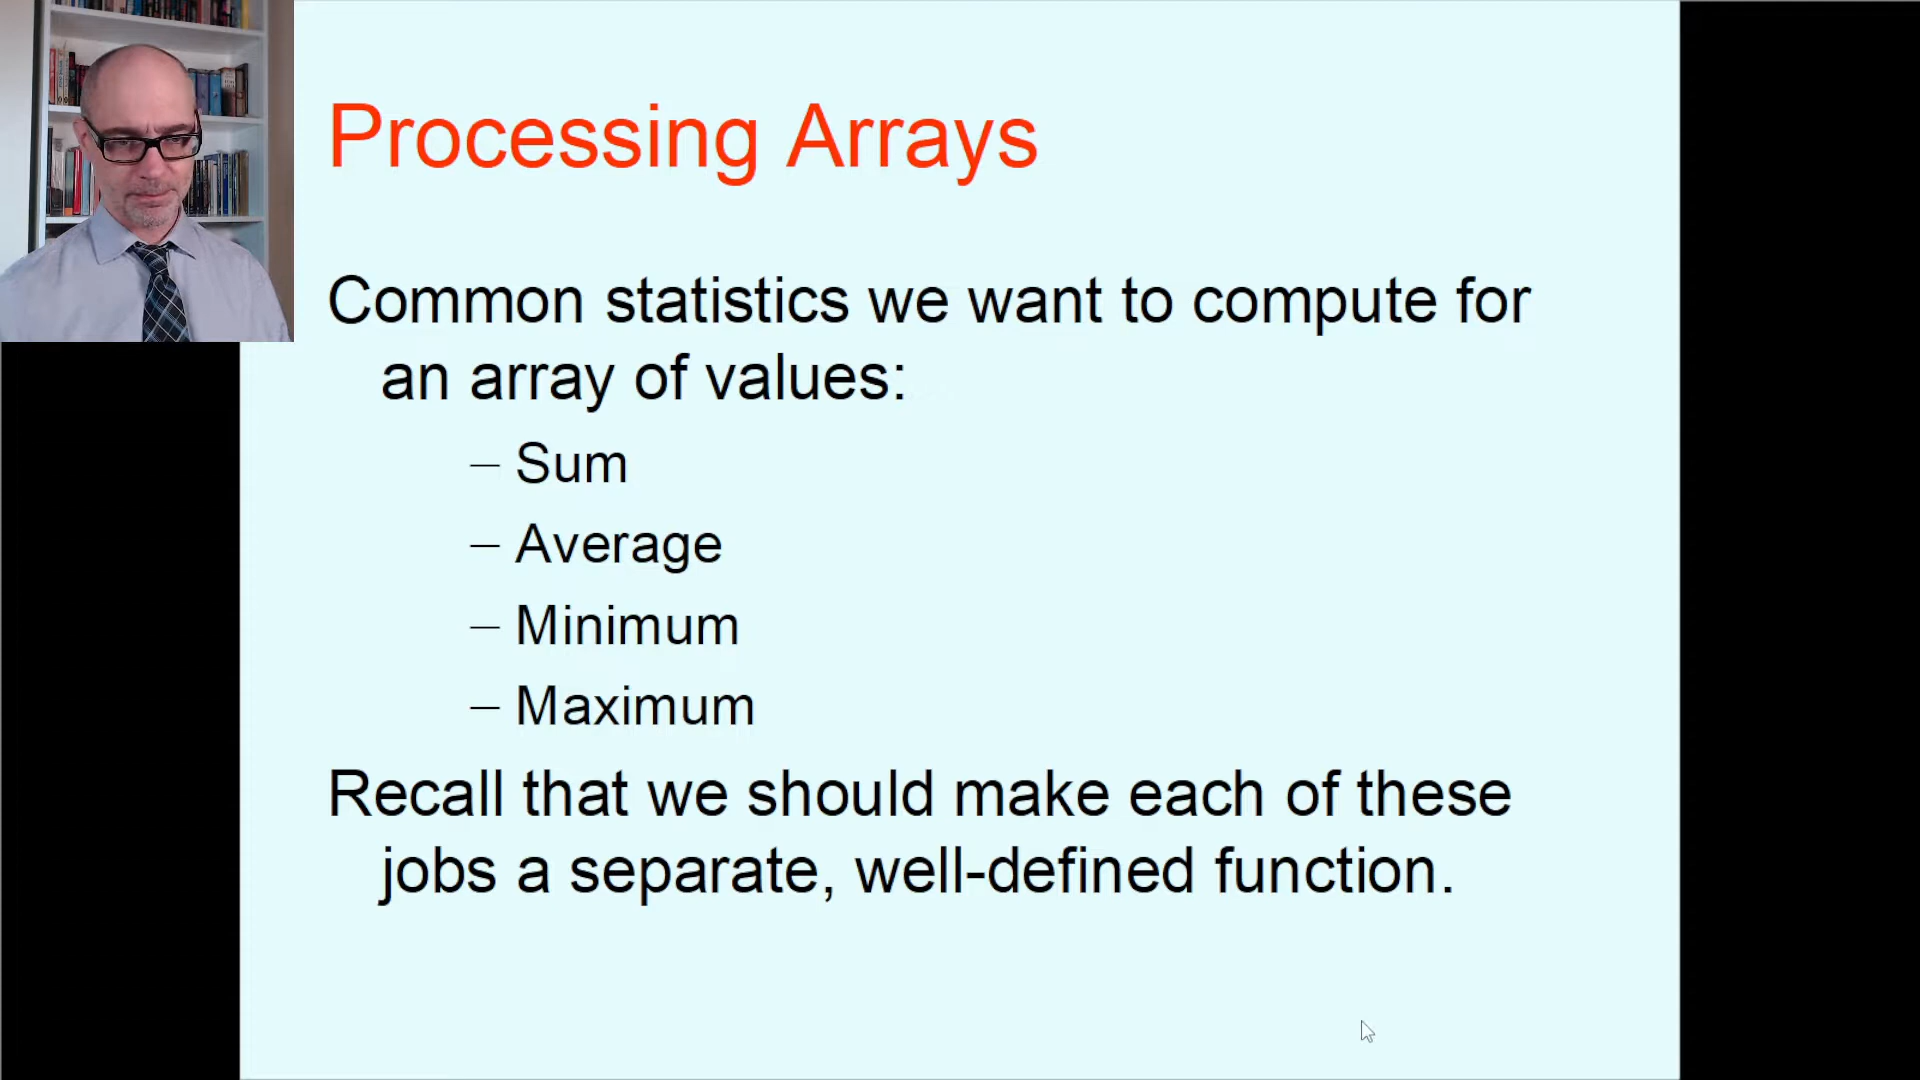 Processing Arrays
Common statistics we want to compute for
an array of values:
– Sum
– Average
– Minimum
– Maximum
Recall that we should make each of these
jobs a separate, well-defined function.